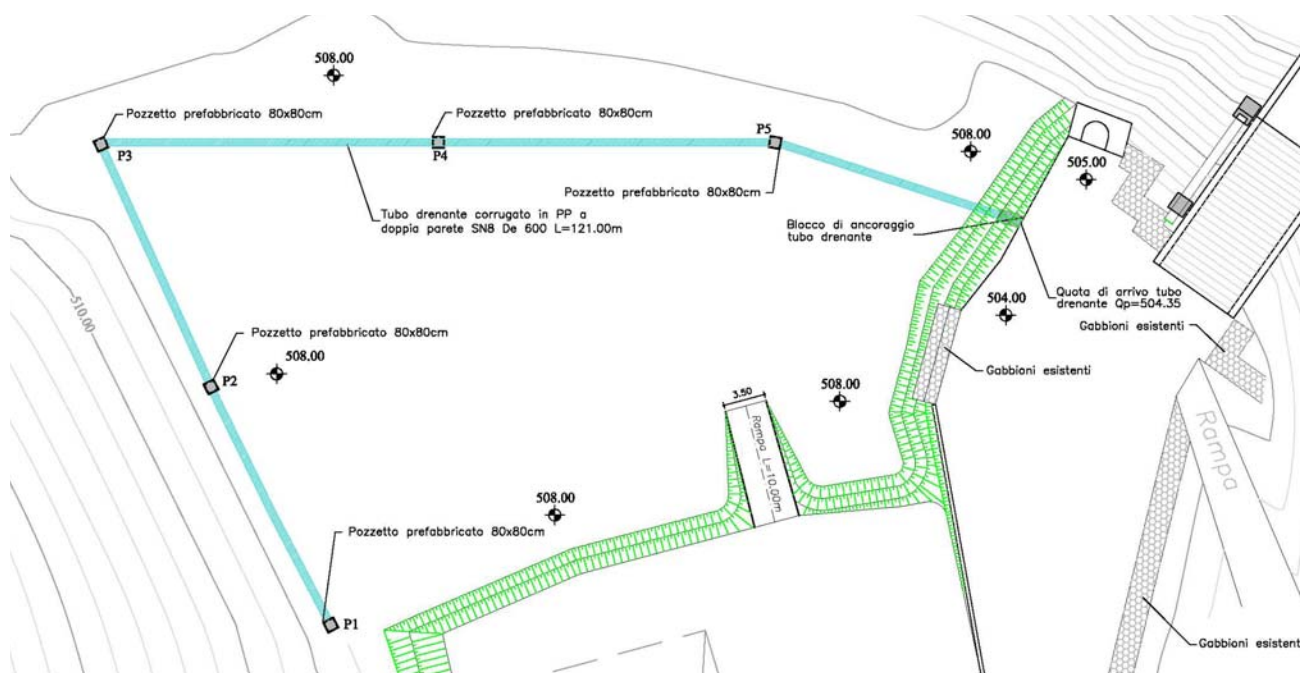 508.00
Pozzetto prefabbricato 80x80cm
Pozzetto prefabbricato 80x80cm
P5
508.00
P3
P4
505.00
Pozzetto prefabbricato 80x80cm
Tubo drenante corrugato in PP a
doppia parete SN8 De 600 L=121.00m
Blocco di ancoraggio
tubo drenante
510.00
Quota di arrivo tubo
drenante Qp=504.35
504.00
Gabbioni esistenti
Pozzetto prefabbricato 80x80cm
508.00
Gabbioni esistenti
P2
508.00
3.50
Rampa L=10.00m
Rampa
508.00
Pozzetto prefabbricato 80x80cm
P1
Gabbioni esistent